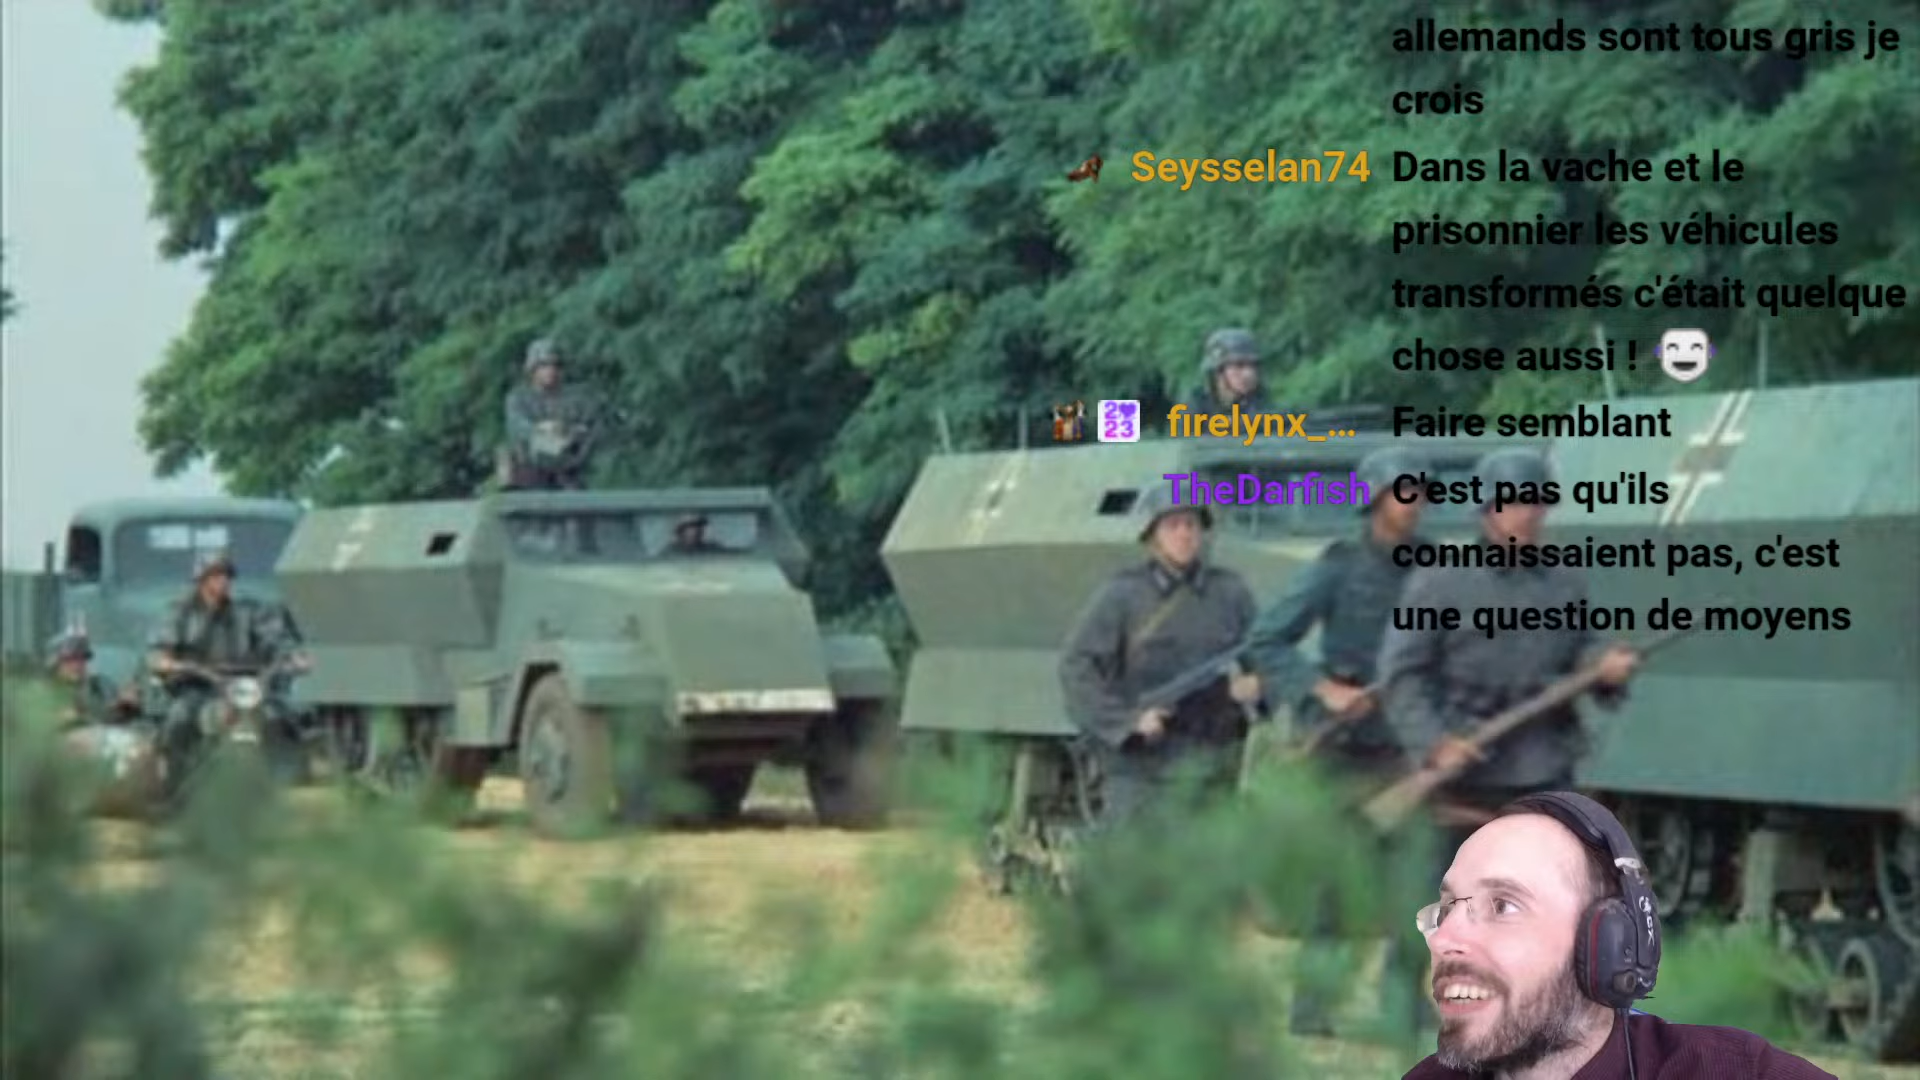 allemands sont tous gris je
crois
Seysselan74 Dans la vache et le
prisonnier les véhicules
transformés c'était quelque
chose aussi !
2023 firelynx_... Faire semblant
TheDarfish C'est pas qu'ils
connaissaient pas, c'est
une question de moyens